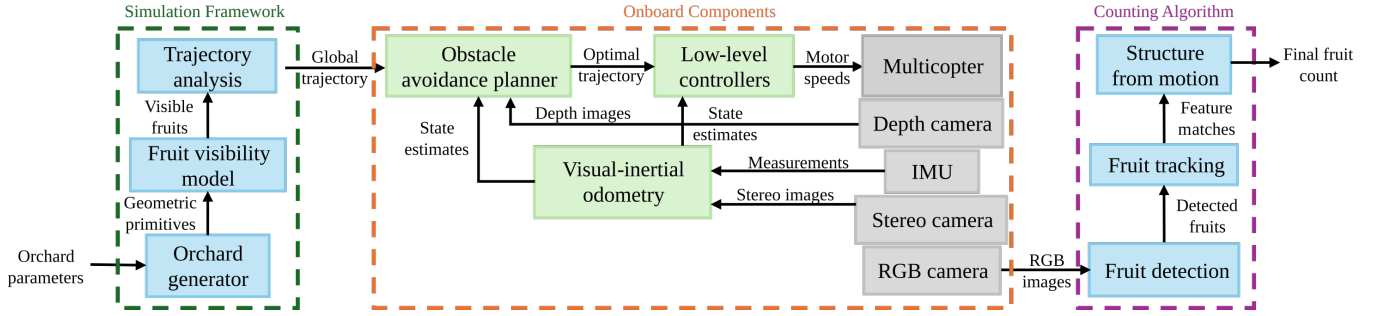 Simulation Framework
Onboard Components
Counting Algorithm
Trajectory
analysis
Global
trajectory
Obstacle
avoidance planner
Optimal
trajectory
Low-level
controllers
Motor
speeds
Multicopter
Structure
from motion
Final fruit
count
Visible
fruits
Depth images
State
estimates
Depth camera
Feature
matches
State
estimates
Fruit visibility
model
Visual-inertial
odometry
Measurements
IMU
Fruit tracking
Geometric
primitives
Stereo images
Stereo camera
Detected
fruits
Orchard
parameters
Orchard
generator
RGB camera
RGB
images
Fruit detection